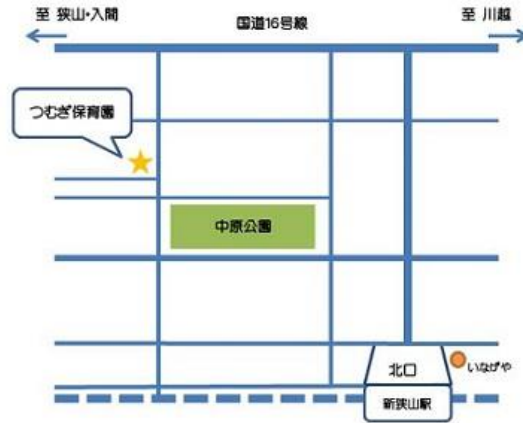 至 狭山・入間
国道16号線
至 川越
つむぎ保育園
中原公園
北口
いなげや
新狭山駅